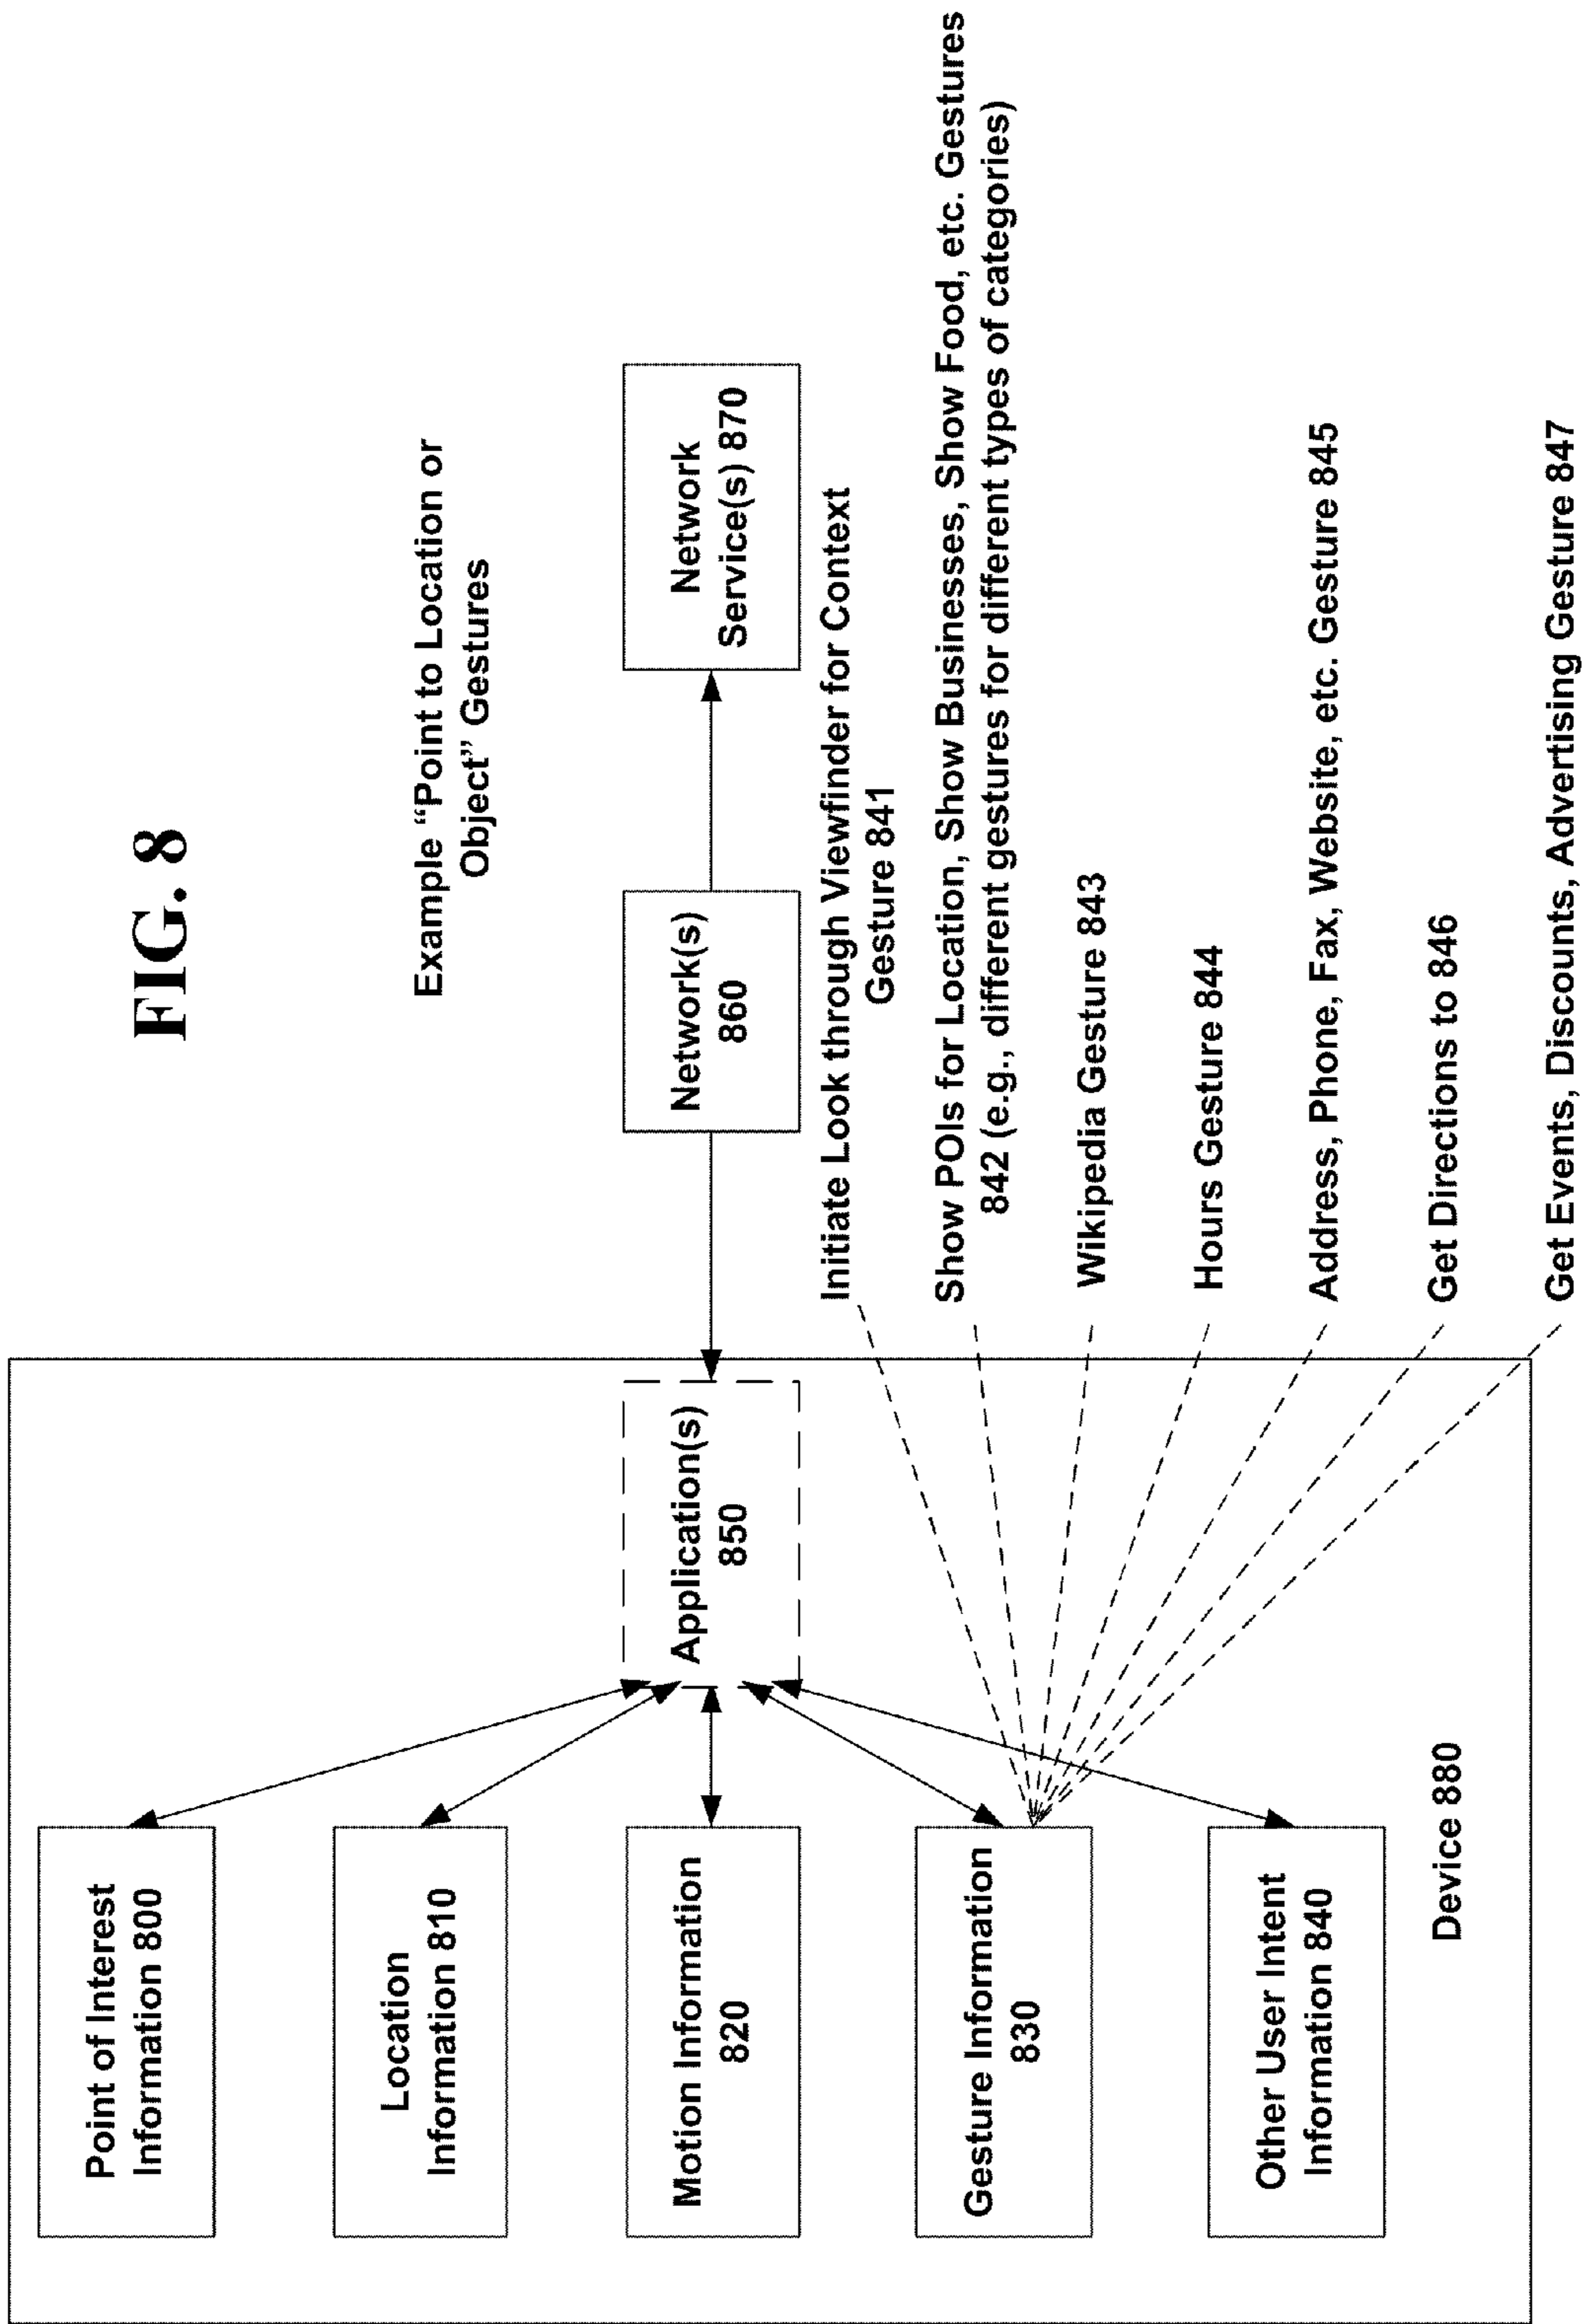 FIG. 8
Example “Point to Location or
Object” Gestures
Point of Interest
Information 800
Location
Information 810
Motion Information
820
Gesture Information
830
Other User Intent
Information 840
Device 880
Application(s)
850
Network(s)
860
Network
Service(s) 870
Initiate Look through Viewfinder for Context
Gesture 841
Show POIs for Location, Show Businesses, Show Food, etc. Gestures
842 (e.g., different gestures for different types of categories)
Wikipedia Gesture 843
Hours Gesture 844
Address, Phone, Fax, Website, etc. Gesture 845
Get Directions to 846
Get Events, Discounts, Advertising Gesture 847